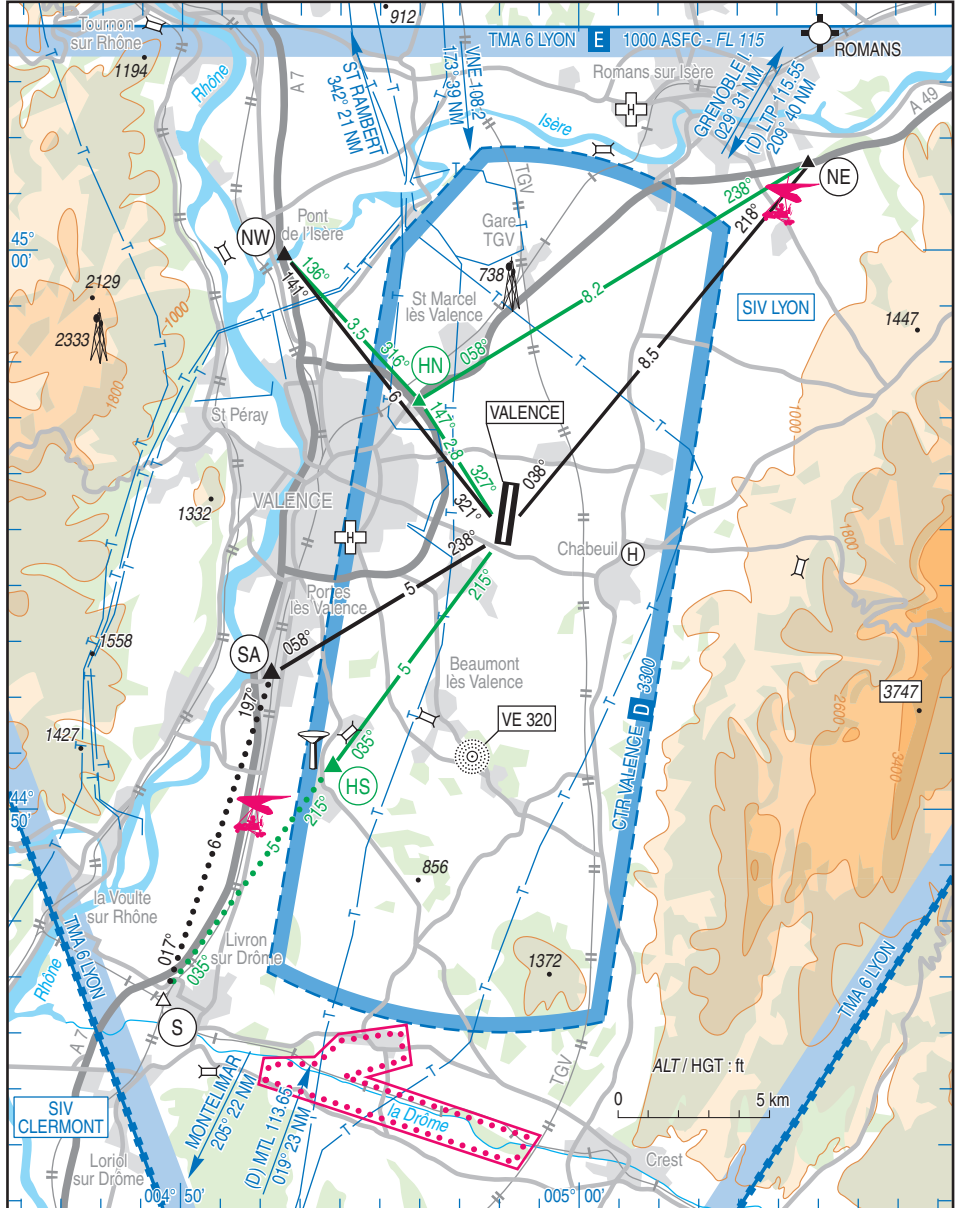 912
Tournon
sur Rhône
1194
Rhône
A 7
ST RAMBERT
342° 21 NM
VNE 108.2
173° 39 NM
TMA 6 LYON E 1000 ASFC - FL 115
ROMANS
Romans sur Isère
H
GRENOBLE I.
029° 31 NM
(D) LTP 115.55
209° 40 NM
A 49
Isère
TGV
NE
238°
218°
NW
Pont
de l'Isère
Gare
TGV
45°
00'
136°
141°
738
2129
1000
2333
1800
St Marcel
lès Valence
8.2
SIV LYON
1447
3.5
316°
HN
058°
8.5
6
St Péray
147°
2.8
327°
VALENCE
1000
038°
321°
VALENCE
1332
H
238°
Chabeuil
H
1800
215°
5
Portes
lès Valence
058°
SA
1558
5
Beaumont
lès Valence
197°
VE 320
3747
2600
3400
CTR VALENCE D 3300
1427
035°
HS
44°
50'
215°
6
5
856
la Voulte
sur Rhône
TMA 6 LYON
017°
035°
Livron
sur Drôme
1372
TMA 6 LYON
Rhône
S
A 7
TGV
ALT / HGT : ft
0 5 km
SIV
CLERMONT
MONTELIMAR
205° 22 NM
(D) MTL 113.65
019° 23 NM
la Drôme
Loriol
sur Drôme
Crest
004° 50'
005° 00'